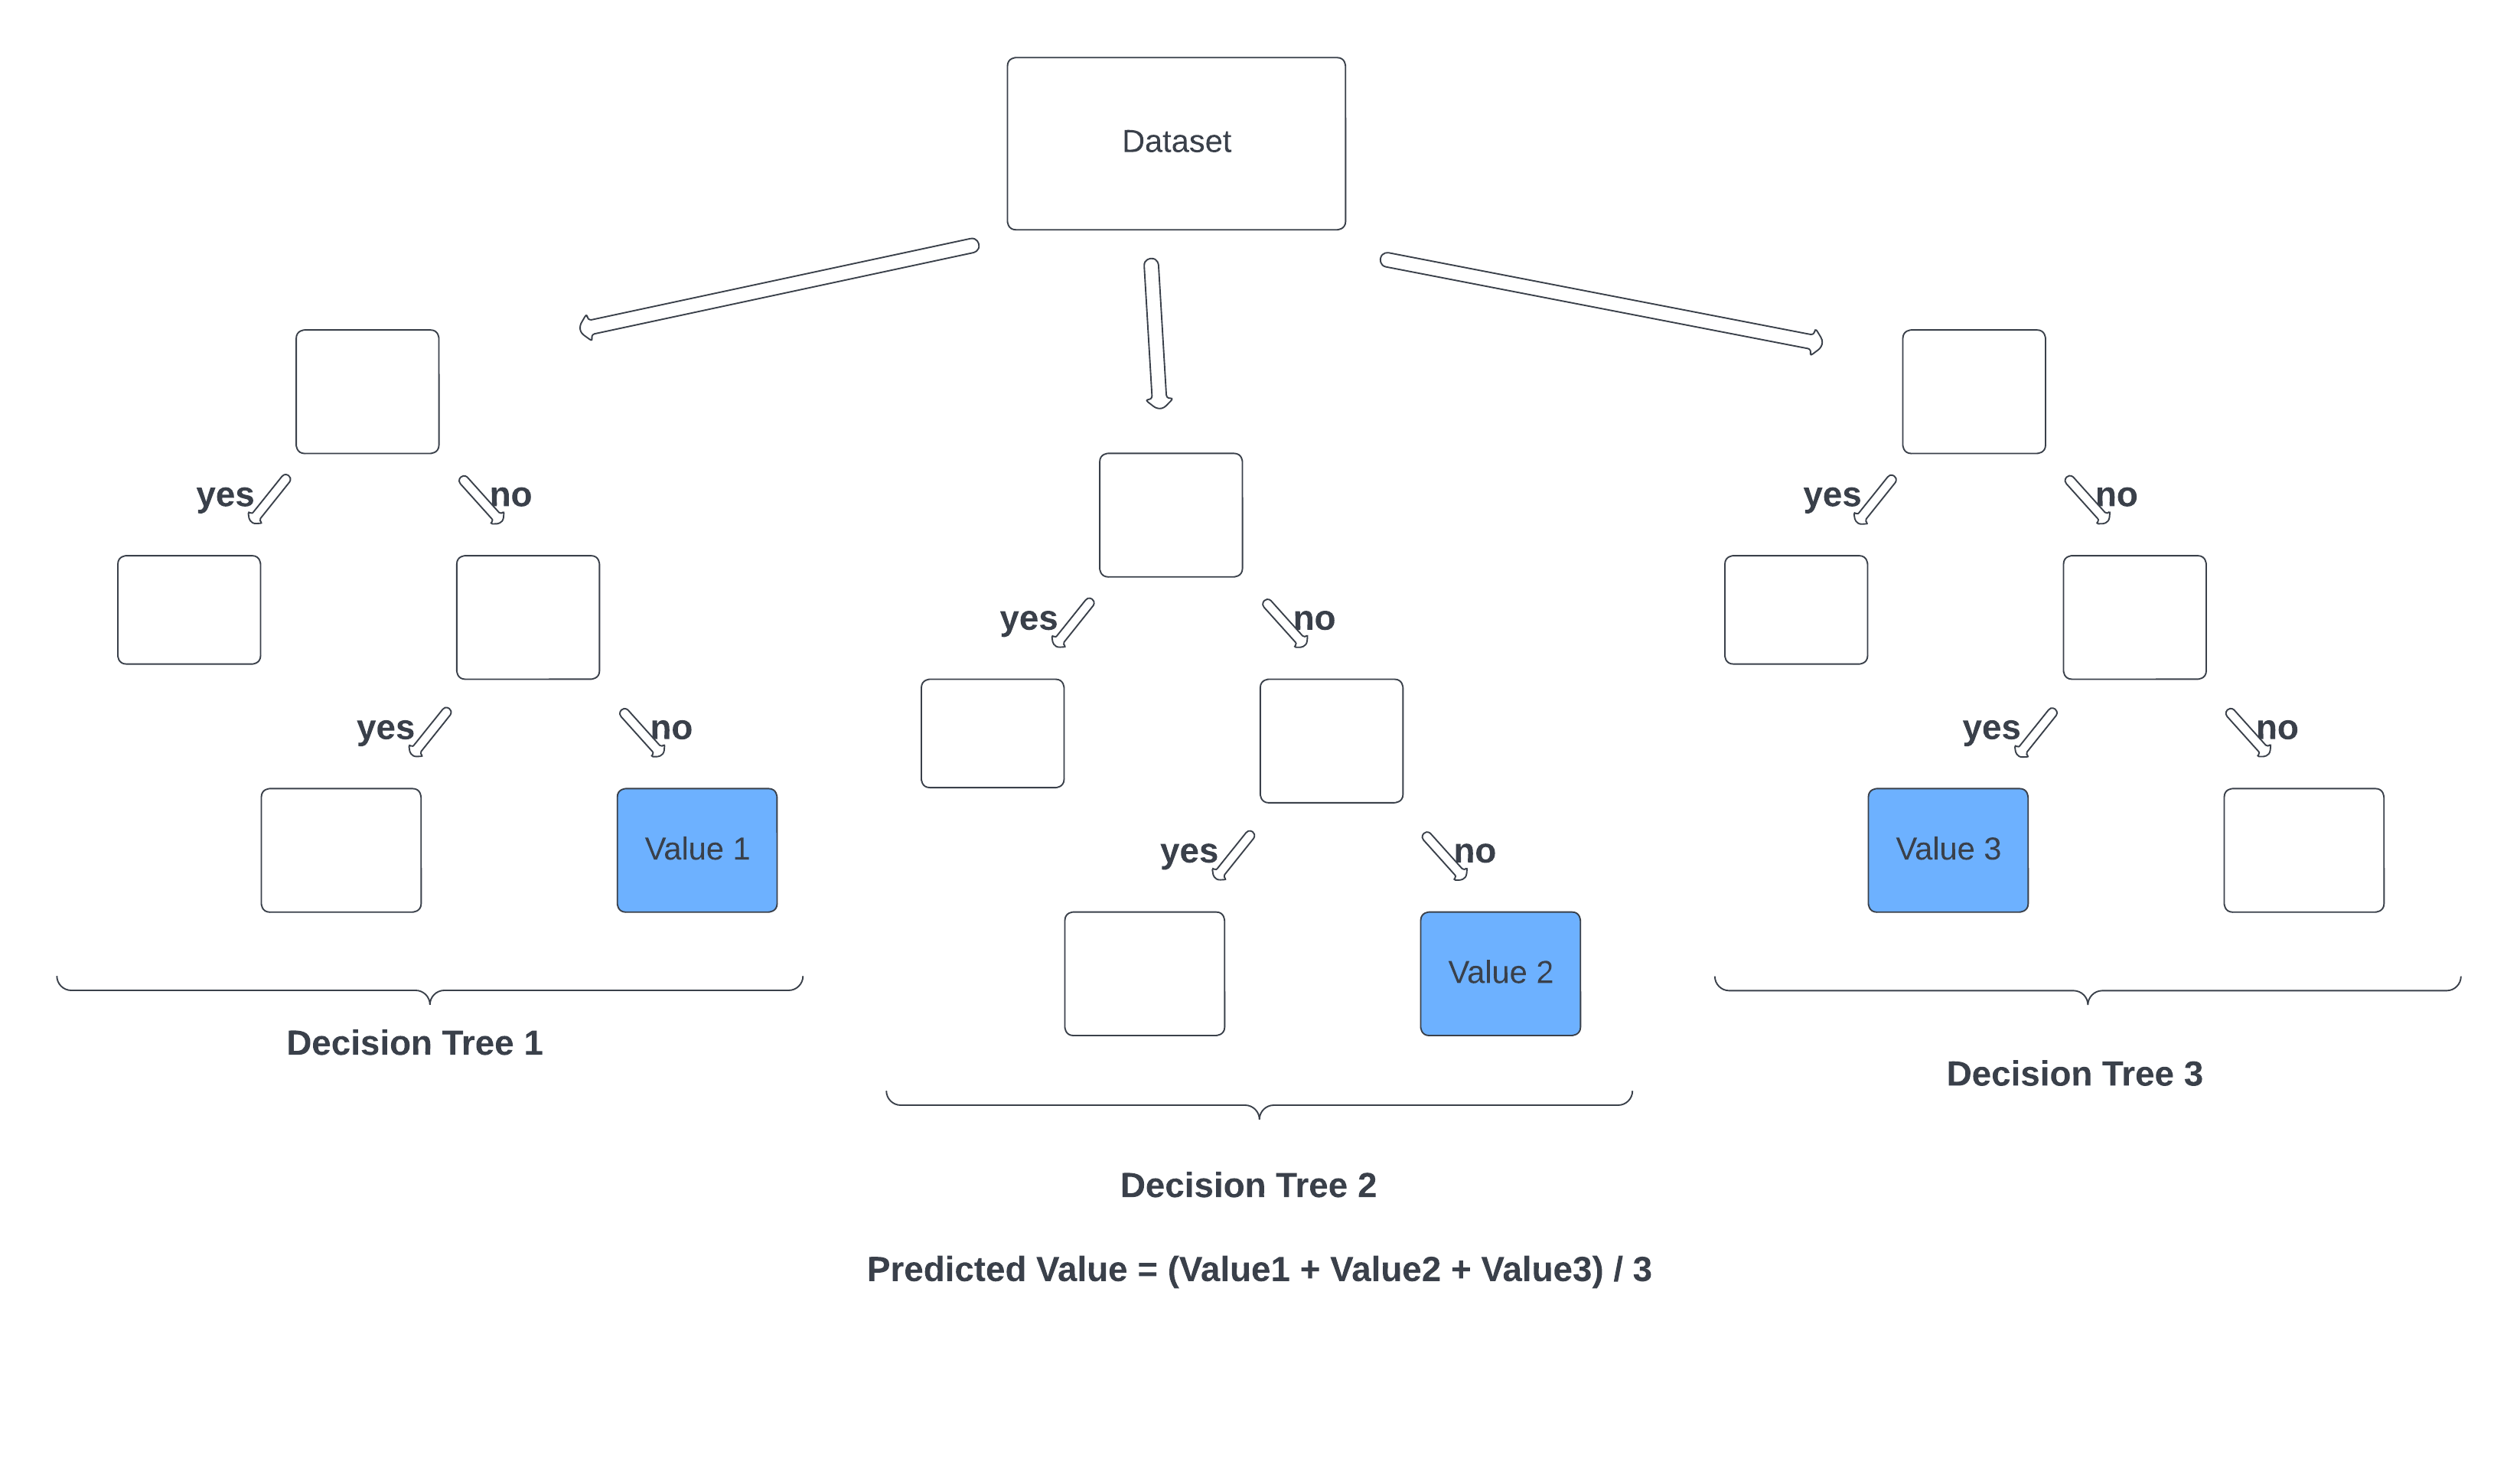 Dataset
yes
no
yes
no
yes
no
yes
no
yes
no
yes
no
Value 1
Value 3
Value 2
Decision Tree 1
Decision Tree 3
Decision Tree 2
Predicted Value = (Value1 + Value2 + Value3) / 3